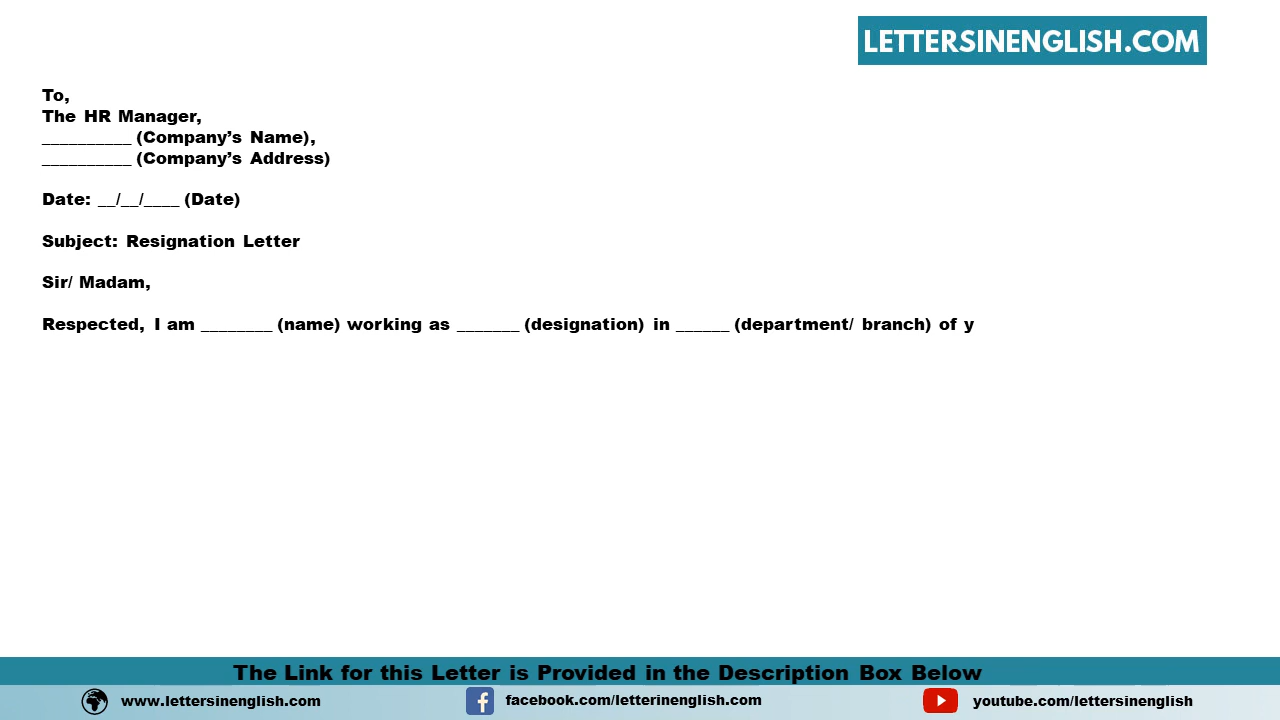 LETTERSINENGLISH.COM
To,
The HR Manager,
__________ (Company’s Name),
__________ (Company’s Address)
Date: __/__/____ (Date)
Subject: Resignation Letter
Sir/ Madam,
Respected, I am ________ (name) working as _______ (designation) in ______ (department/ branch) of y
The Link for this Letter is Provided in the Description Box Below
www.lettersinenglish.com
facebook.com/letterinenglish.com
youtube.com/lettersinenglish